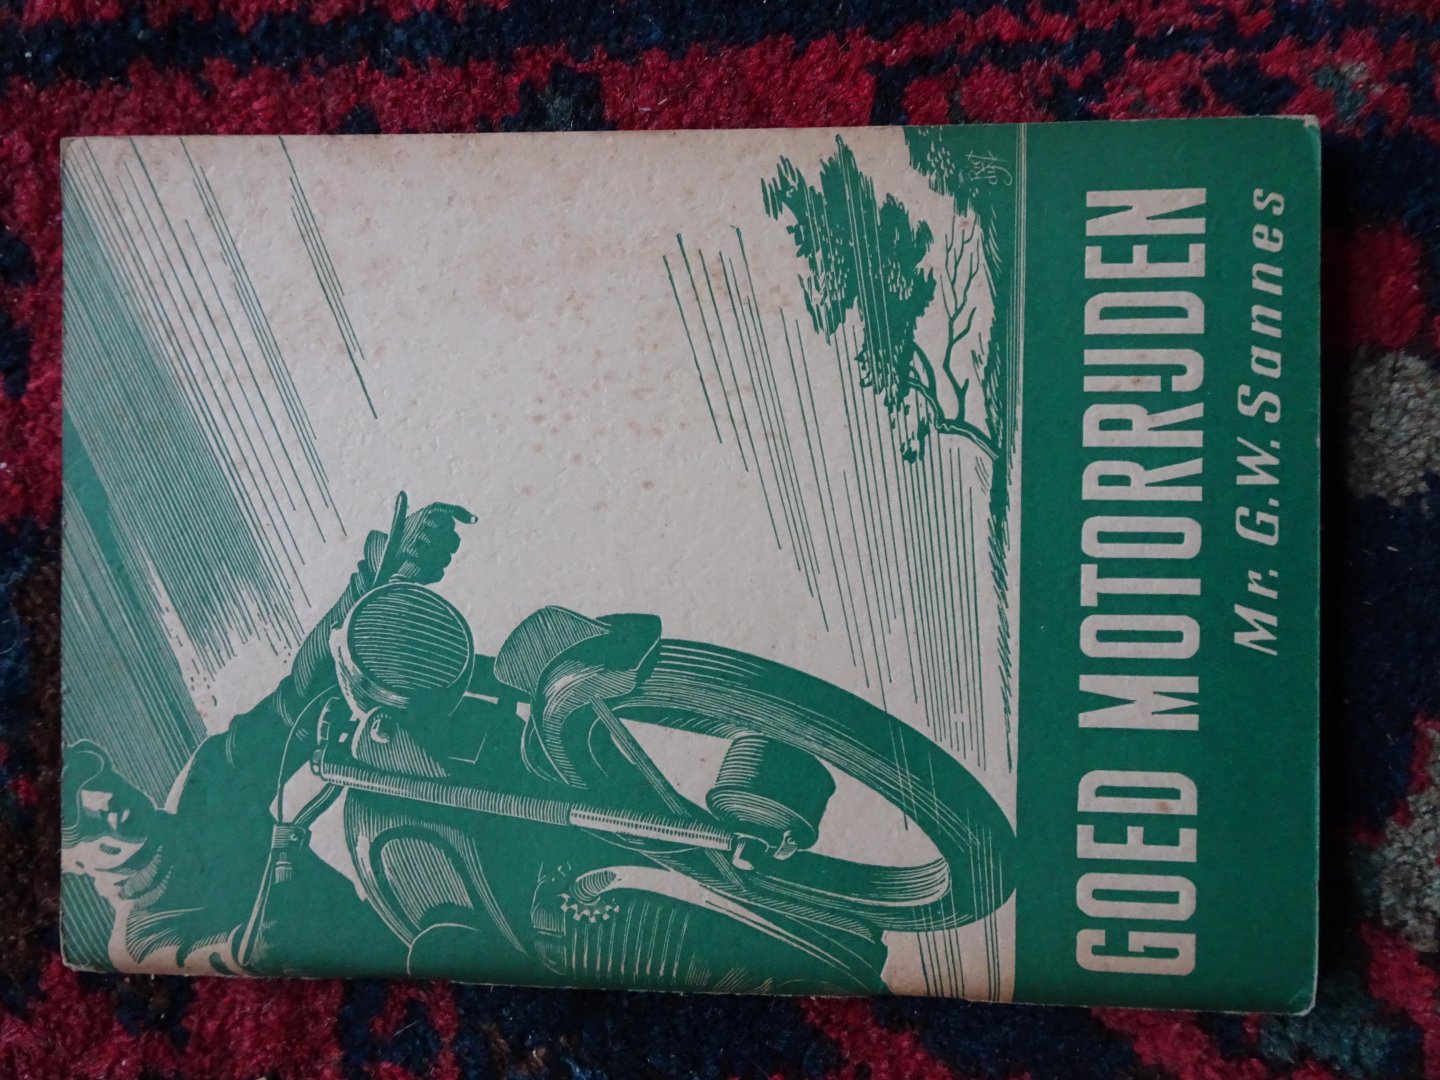 GOED MOTORRIJDEN
Mr. G.W. Sannes